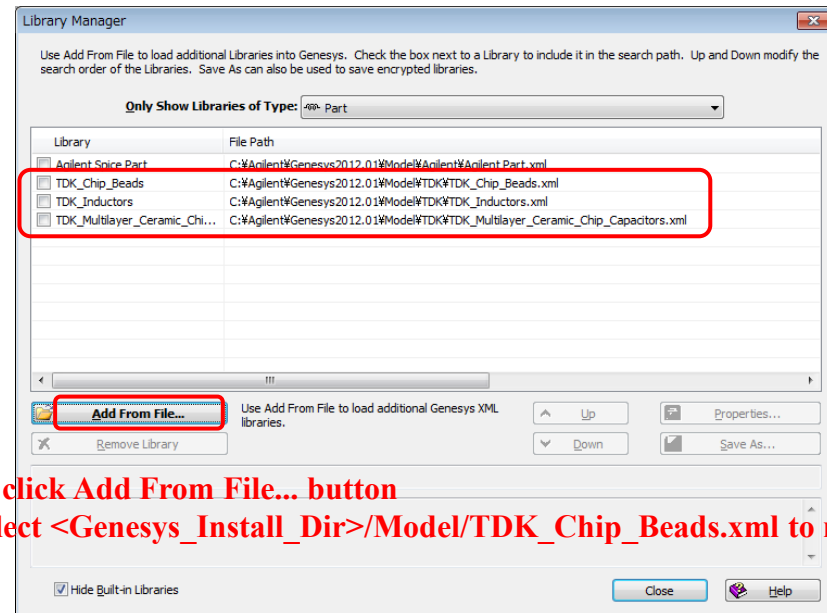 Library Manager
Use Add From File to load additional Libraries into Genesys. Check the box next to a Library to include it in the search path. Up and Down modify the
search order of the Libraries. Save As can also be used to save encrypted libraries.
Only Show Libraries of Type: Part
Library File Path
Agilent Spice Part C:¥Agilent¥Genesys2012.01¥Model¥Agilent¥Agilent Part.xml
TDK_Chip_Beads C:¥Agilent¥Genesys2012.01¥Model¥TDK¥TDK_Chip_Beads.xml
TDK_Inductors C:¥Agilent¥Genesys2012.01¥Model¥TDK¥TDK_Inductors.xml
TDK_Multilayer_Ceramic_Chi... C:¥Agilent¥Genesys2012.01¥Model¥TDK¥TDK_Multilayer_Ceramic_Chip_Capacitors.xml
Add From File... Use Add From File to load additional Genesys XML
libraries. Up Properties...
Remove Library Down Save As...
click Add From File... button
lect <Genesys_Install_Dir>/Model/TDK_Chip_Beads.xml to
Hide Built-in Libraries Close Help